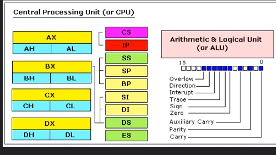 Central Processing Unit (or CPU)
AX
AH AL
BX
BH BL
CX
CH CL
DX
DH DL
CS
IP
SS
SP
BP
SI
DI
DS
ES
Arithmetic & Logical Unit
(or ALU)
15 0
Overflow
Direction
Interupt
Trace
Sign
Zero
Auxiliary Carry
Parity
Carry